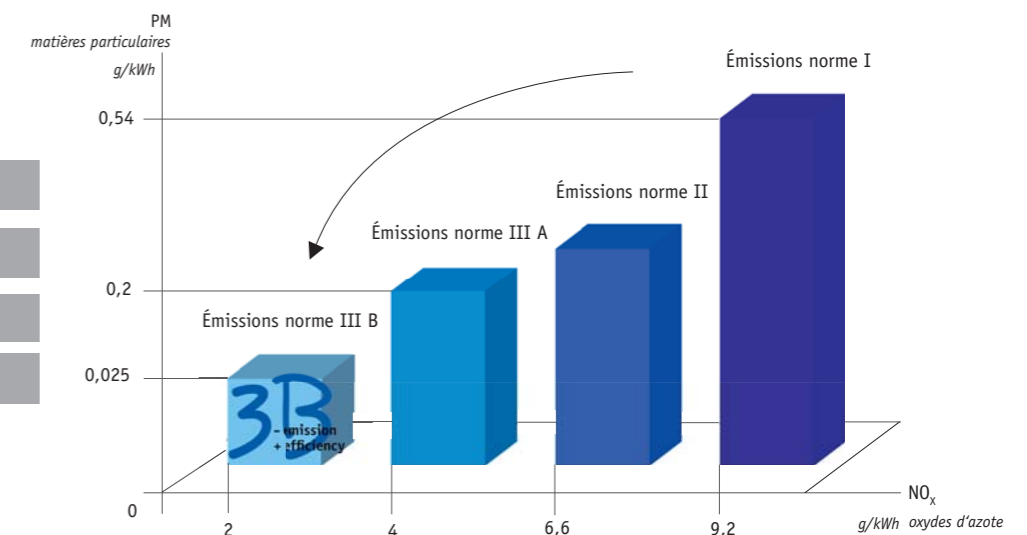 PM
matières particulaires
g/kWh
Émissions norme I
0,54
Émissions norme II
Émissions norme III A
0,2
Émissions norme III B
0,025
3B
- emission
+ efficiency
0
2
4
6,6
9,2
NOx
g/kWh oxydes d'azote